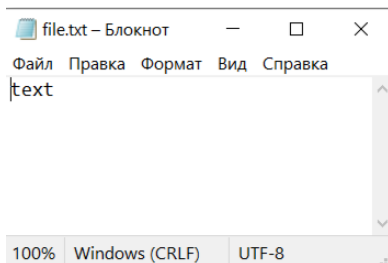 file.txt – Блокнот
Файл Правка Формат Вид Справка
text
100% Windows (CRLF) UTF-8